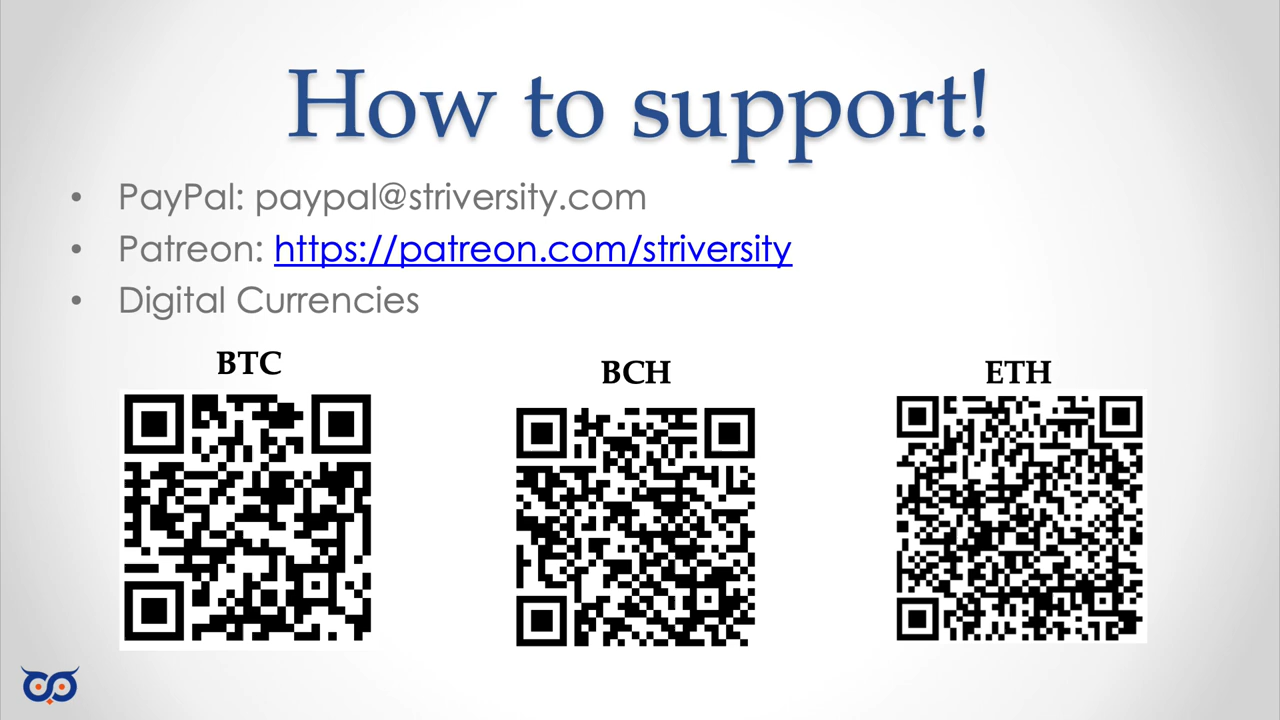 How to support!
• PayPal: paypal@striversity.com
• Patreon: https://patreon.com/striversity
• Digital Currencies
BTC
BCH
ETH